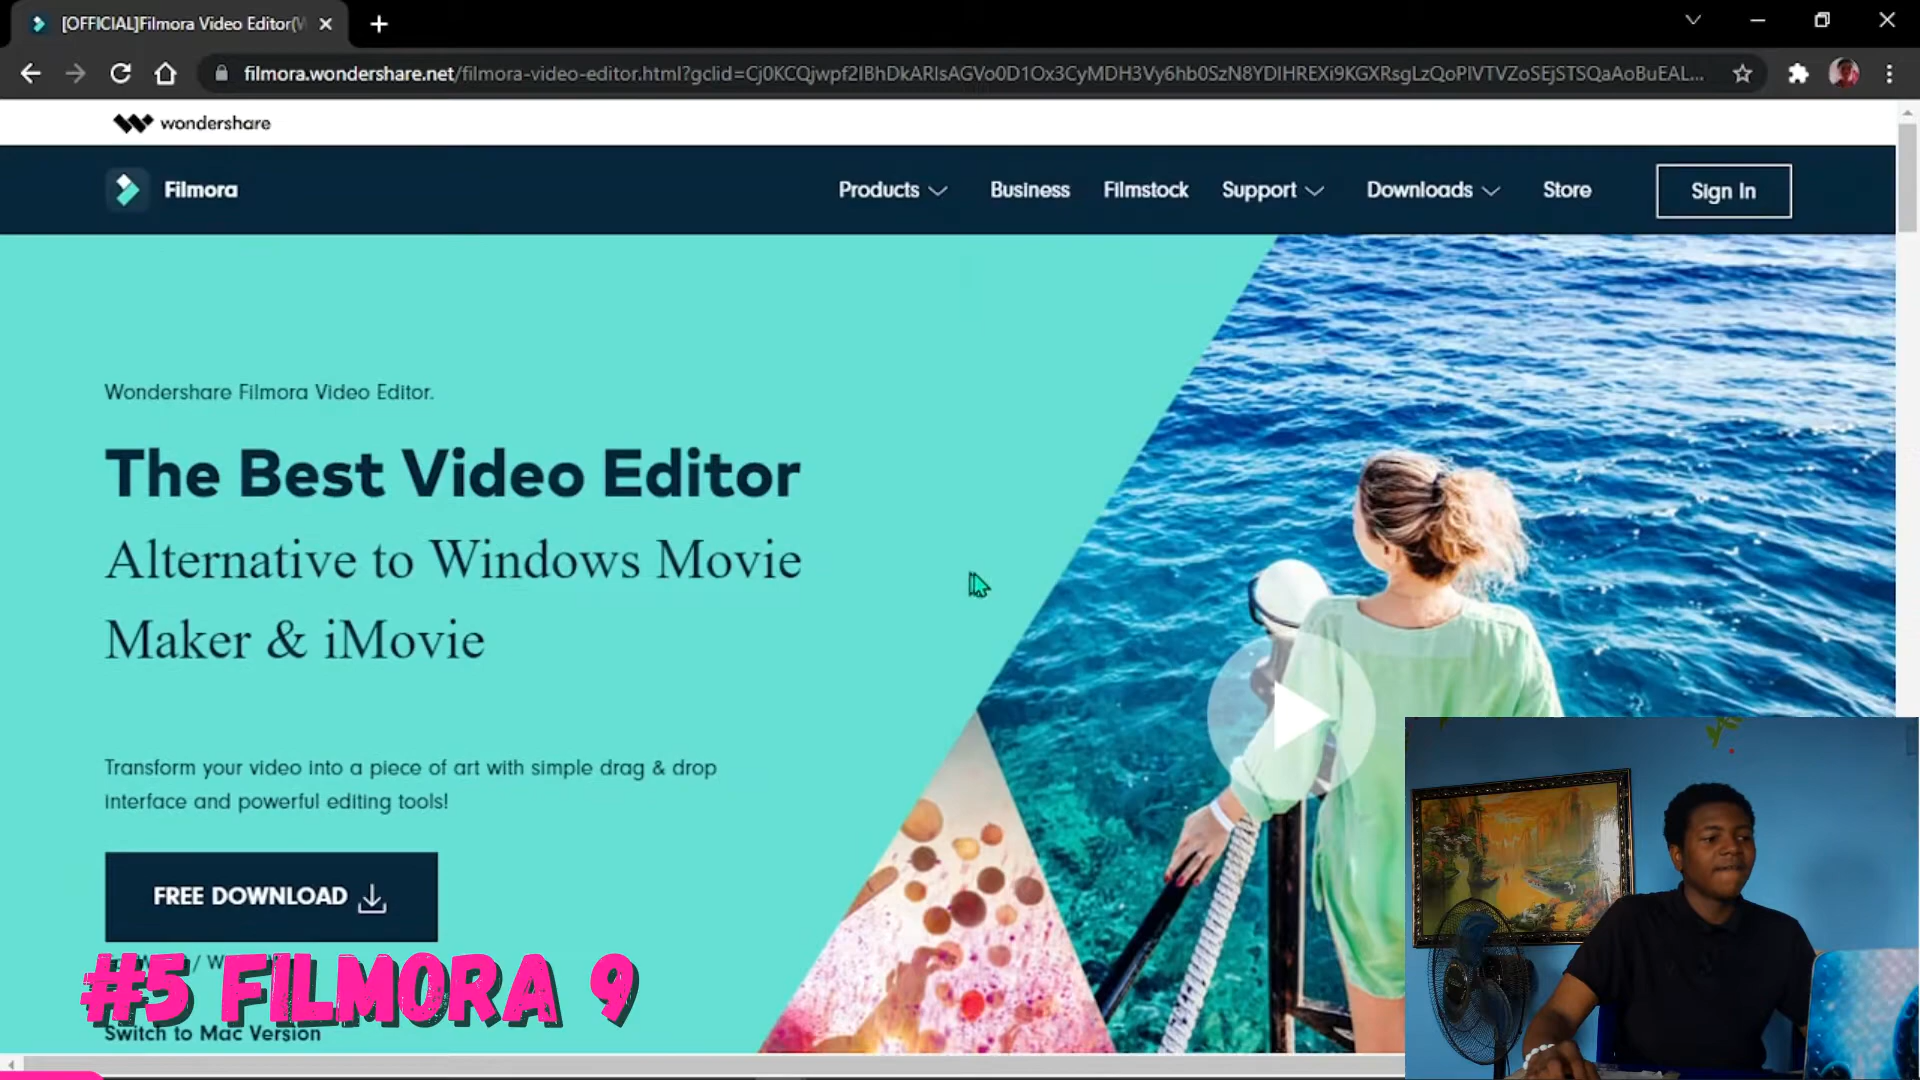 [OFFICIAL]Filmora Video Editor(
filmora.wondershare.net/filmora-video-editor.html?gclid=Cj0KCQjwpf2IBhDkARIsAGVo0D1Ox3CyMDH3Vy6hb0SzN8YDIHREXi9KGXRsgLzQoPlVTVZoSEjSTSQaAoBuEAL...
wondershare
Filmora
Products
Business
Filmstock
Support
Downloads
Store
Sign In
Wondershare Filmora Video Editor.
The Best Video Editor
Alternative to Windows Movie
Maker & iMovie
Transform your video into a piece of art with simple drag & drop
interface and powerful editing tools!
FREE DOWNLOAD
#5 FILMORA 9
Switch to Mac Version